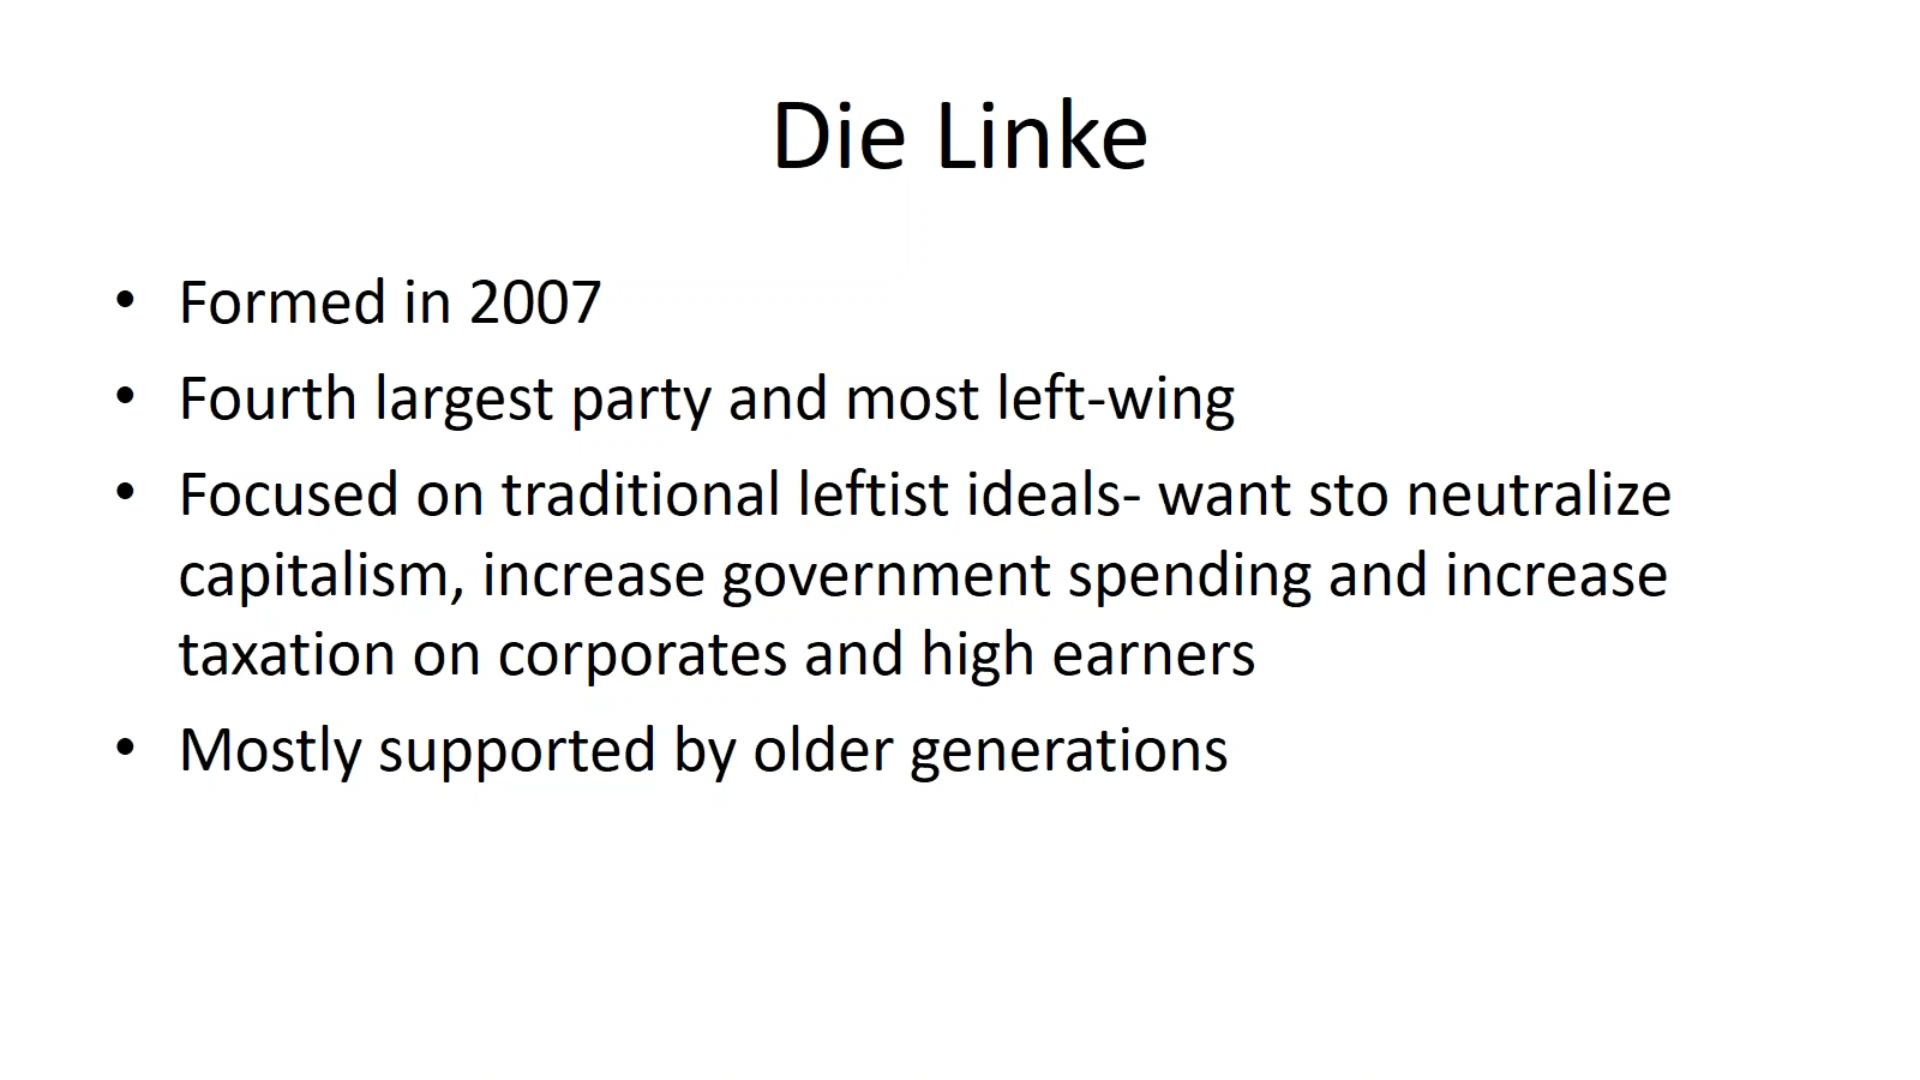 Die Linke
• Formed in 2007
• Fourth largest party and most left-wing
• Focused on traditional leftist ideals- want sto neutralize
capitalism, increase government spending and increase
taxation on corporates and high earners
• Mostly supported by older generations